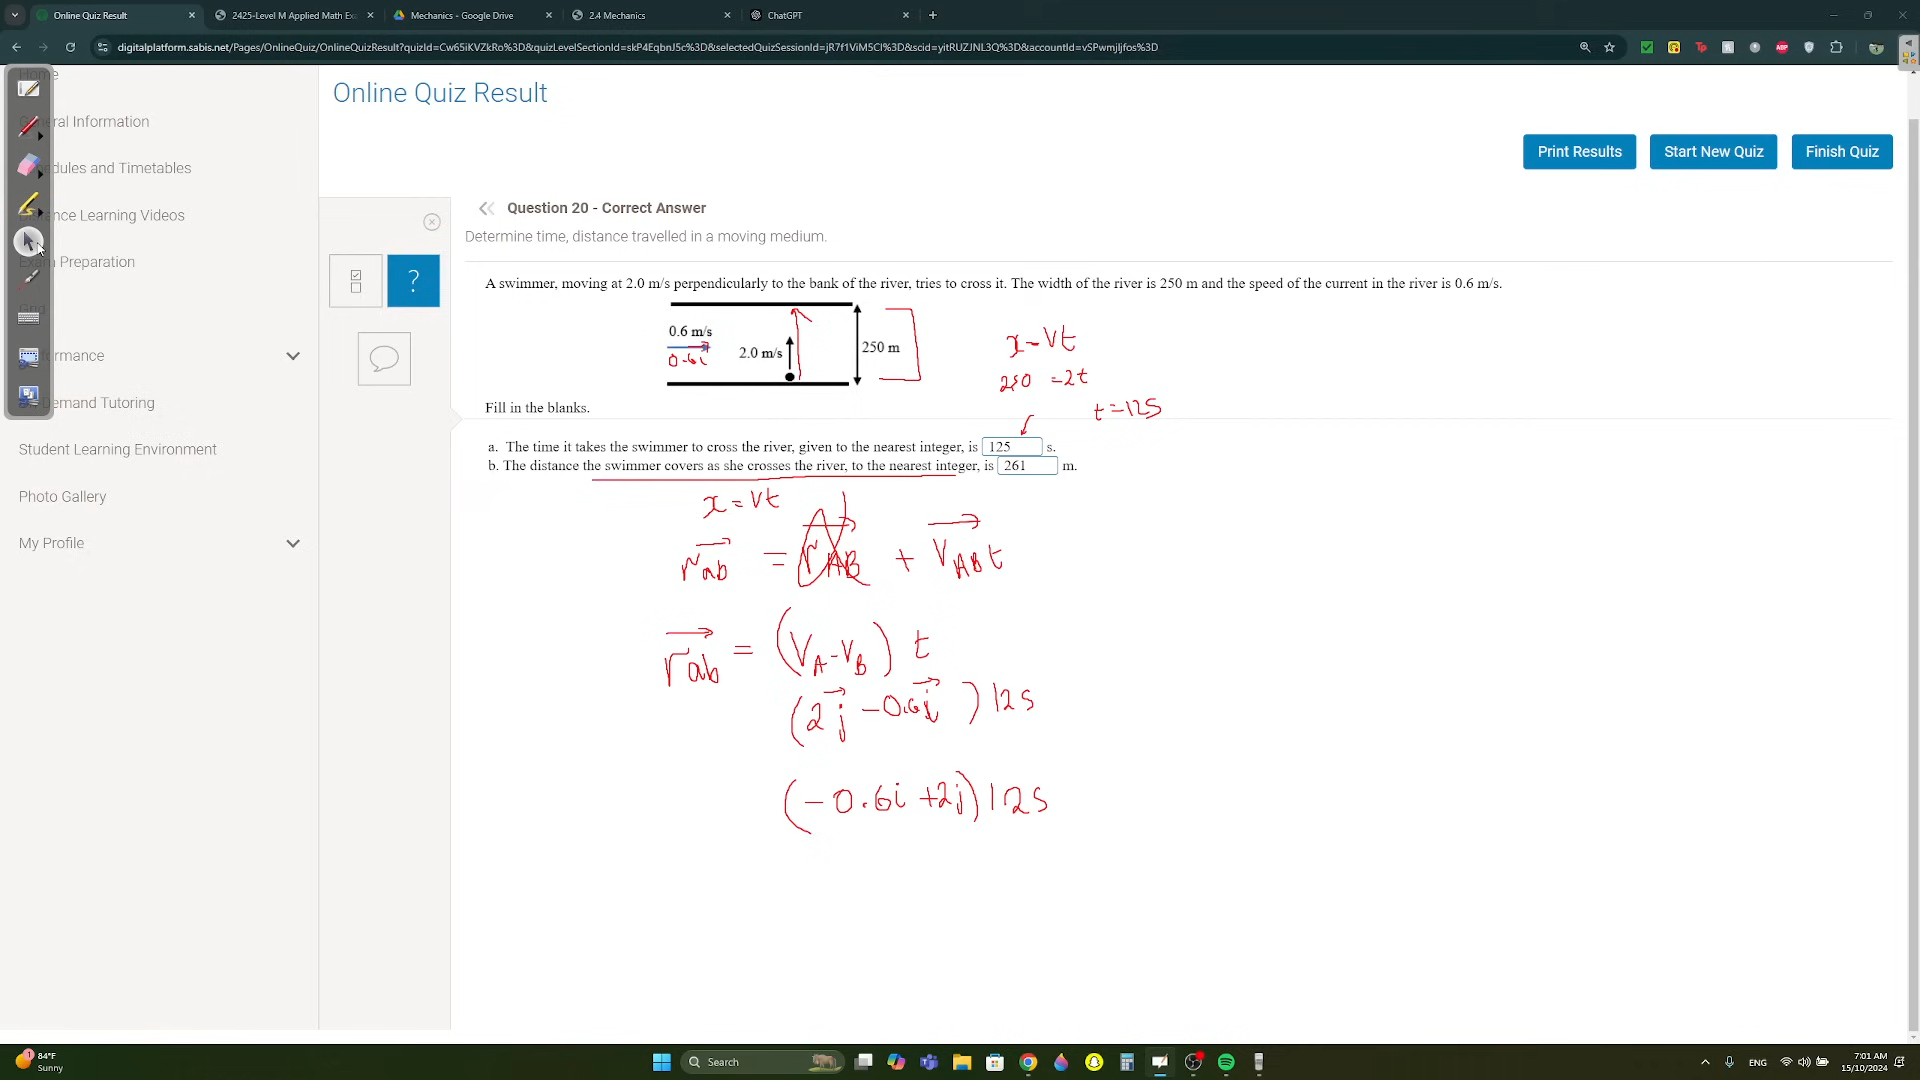 Online Quiz Result
2425-Level M Applied Math Ex
Mechanics - Google Drive
2.4 Mechanics
ChatGPT
digitalplatform.sabis.net/Pages/OnlineQuiz/OnlineQuizResult?quizId=Cw65iKVZkRo%3D&quizLevelSectionId=skP4EqbnJ5c%3D&selectedQuizSessionId=jR7f1ViM5CI%3D&scid=yitRUZJNL3Q%3D&accountId=vSPwmjljfos%3D
Home
ral Information
dules and Timetables
nce Learning Videos
Exam Preparation
ormance
Demand Tutoring
Student Learning Environment
Photo Gallery
My Profile
Online Quiz Result
Print Results
Start New Quiz
Finish Quiz
Question 20 - Correct Answer
Determine time, distance travelled in a moving medium.
?
A swimmer, moving at 2.0 m/s perpendicularly to the bank of the river, tries to cross it. The width of the river is 250 m and the speed of the current in the river is 0.6 m/s.
0.6 m/s
0.6i
2.0 m/s
250 m
x = Vt
250 = 2t
t = 125
Fill in the blanks.
a. The time it takes the swimmer to cross the river, given to the nearest integer, is 125 s.
b. The distance the swimmer covers as she crosses the river, to the nearest integer, is 261 m.
x = Vt
rab = rAB + VABt
rab = (VA - VB) t
(2j - 0.6i) 125
(-0.6i + 2j) 125
84°F
Sunny
Search
ENG
7:01 AM
15/10/2024